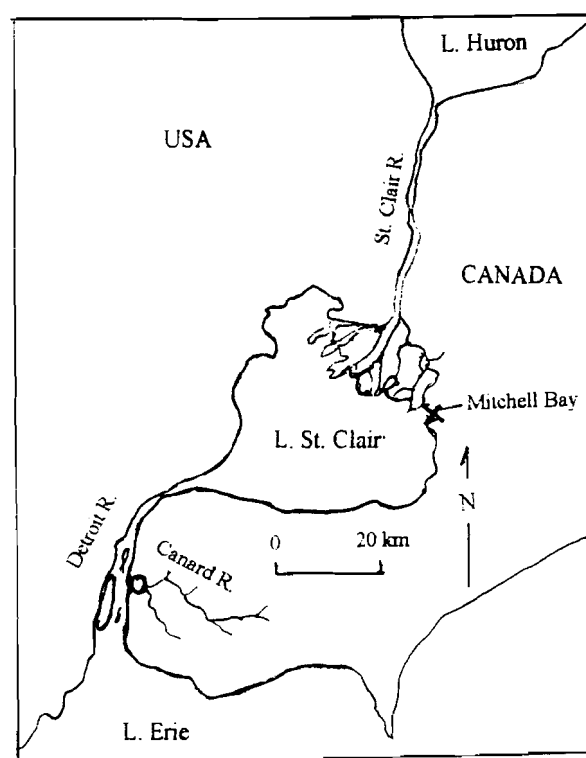 L. Huron
USA
St. Clair R.
CANADA
Mitchell Bay
L. St. Clair
N
Detroit R.
Canard R.
0 20 km
L. Erie